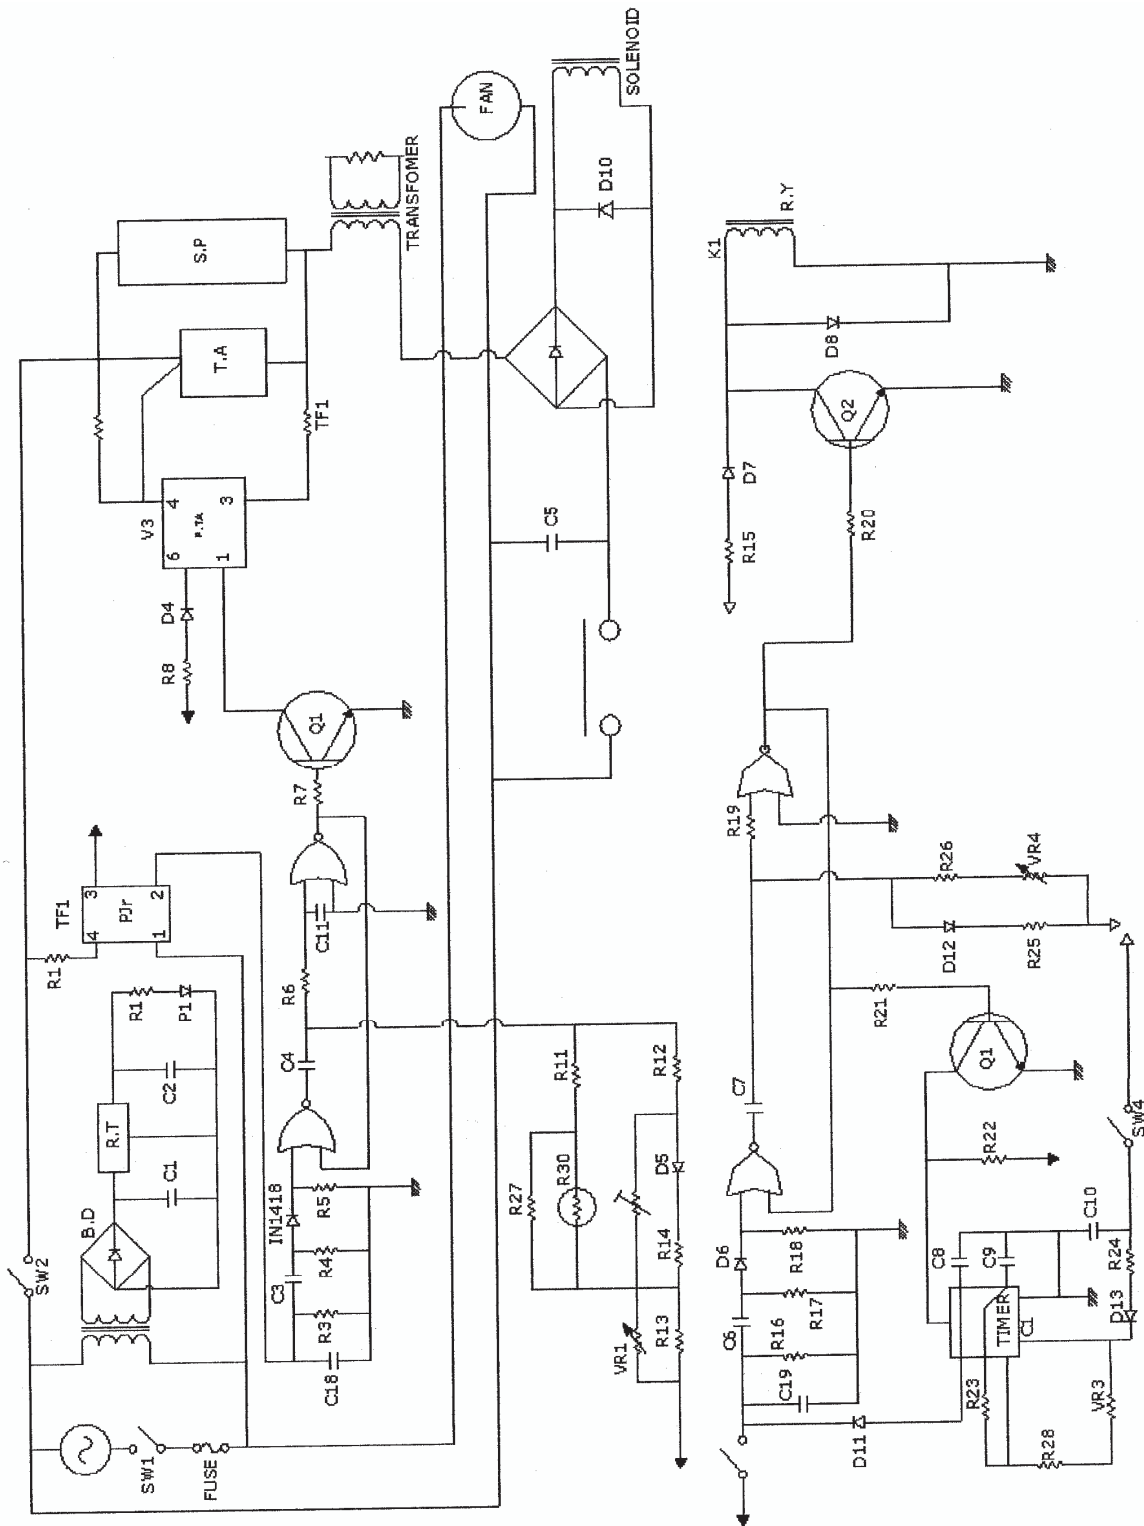 SW1
FUSE
SW2
B.D
C1
R.T
C2
R1
P1
R1
TF1
4
3
PJr
1
2
R8
D4
V3
6
4
P.TA
1
3
TF1
T.A
S.P
TRANSFOMER
FAN
SOLENOID
D10
C5
C18
R3
C3
R4
IN1418
R5
C4
R6
C11
R7
Q1
VR1
R13
R14
D5
R12
R27
R30
R11
D11
C19
C6
R16
R17
D6
R18
C7
R19
R20
Q2
R15
D7
D8
K1
R.Y
R28
R23
VR3
TIMER
C1
D13
R24
C8
C9
C10
R22
SW4
Q1
R21
D12
R25
R26
VR4